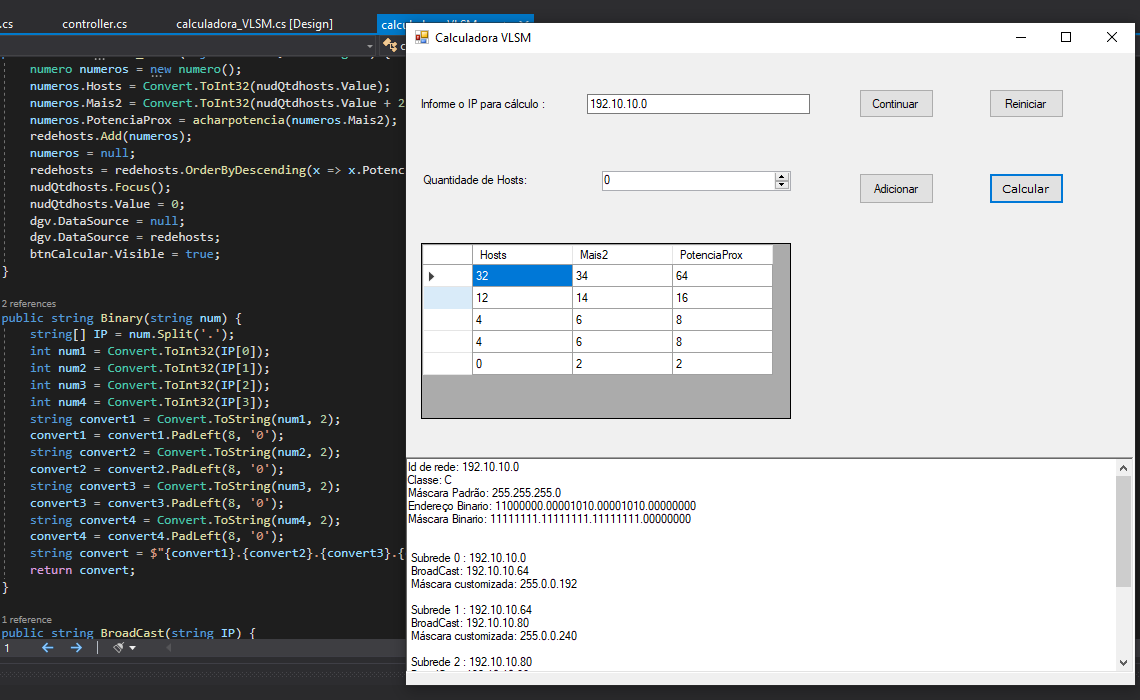 .cs controller.cs calculadora_VLSM.cs [Design]
Calculadora VLSM
numero numeros = new numero();
numeros.Hosts = Convert.ToInt32(nudQtdhosts.Value);
numeros.Mais2 = Convert.ToInt32(nudQtdhosts.Value + 2
numeros.PotenciaProx = acharpotencia(numeros.Mais2);
redehosts.Add(numeros);
numeros = null;
redehosts = redehosts.OrderByDescending(x => x.Potenc
nudQtdhosts.Focus();
nudQtdhosts.Value = 0;
dgv.DataSource = null;
dgv.DataSource = redehosts;
btnCalcular.Visible = true;
}
2 references
public string Binary(string num) {
string[] IP = num.Split('.');
int num1 = Convert.ToInt32(IP[0]);
int num2 = Convert.ToInt32(IP[1]);
int num3 = Convert.ToInt32(IP[2]);
int num4 = Convert.ToInt32(IP[3]);
string convert1 = Convert.ToString(num1, 2);
convert1 = convert1.PadLeft(8, '0');
string convert2 = Convert.ToString(num2, 2);
convert2 = convert2.PadLeft(8, '0');
string convert3 = Convert.ToString(num3, 2);
convert3 = convert3.PadLeft(8, '0');
string convert4 = Convert.ToString(num4, 2);
convert4 = convert4.PadLeft(8, '0');
string convert = $"{convert1}.{convert2}.{convert3}.{
return convert;
}
1 reference
public string BroadCast(string IP) {
1
Informe o IP para cálculo : 192.10.10.0 Continuar Reiniciar
Quantidade de Hosts: 0 Adicionar Calcular
Hosts Mais2 PotenciaProx
32 34 64
12 14 16
4 6 8
4 6 8
0 2 2
Id de rede: 192.10.10.0
Classe: C
Máscara Padrão: 255.255.255.0
Endereço Binario: 11000000.00001010.00001010.00000000
Máscara Binario: 11111111.11111111.11111111.00000000
Subrede 0 : 192.10.10.0
BroadCast: 192.10.10.64
Máscara customizada: 255.0.0.192
Subrede 1 : 192.10.10.64
BroadCast: 192.10.10.80
Máscara customizada: 255.0.0.240
Subrede 2 : 192.10.10.80